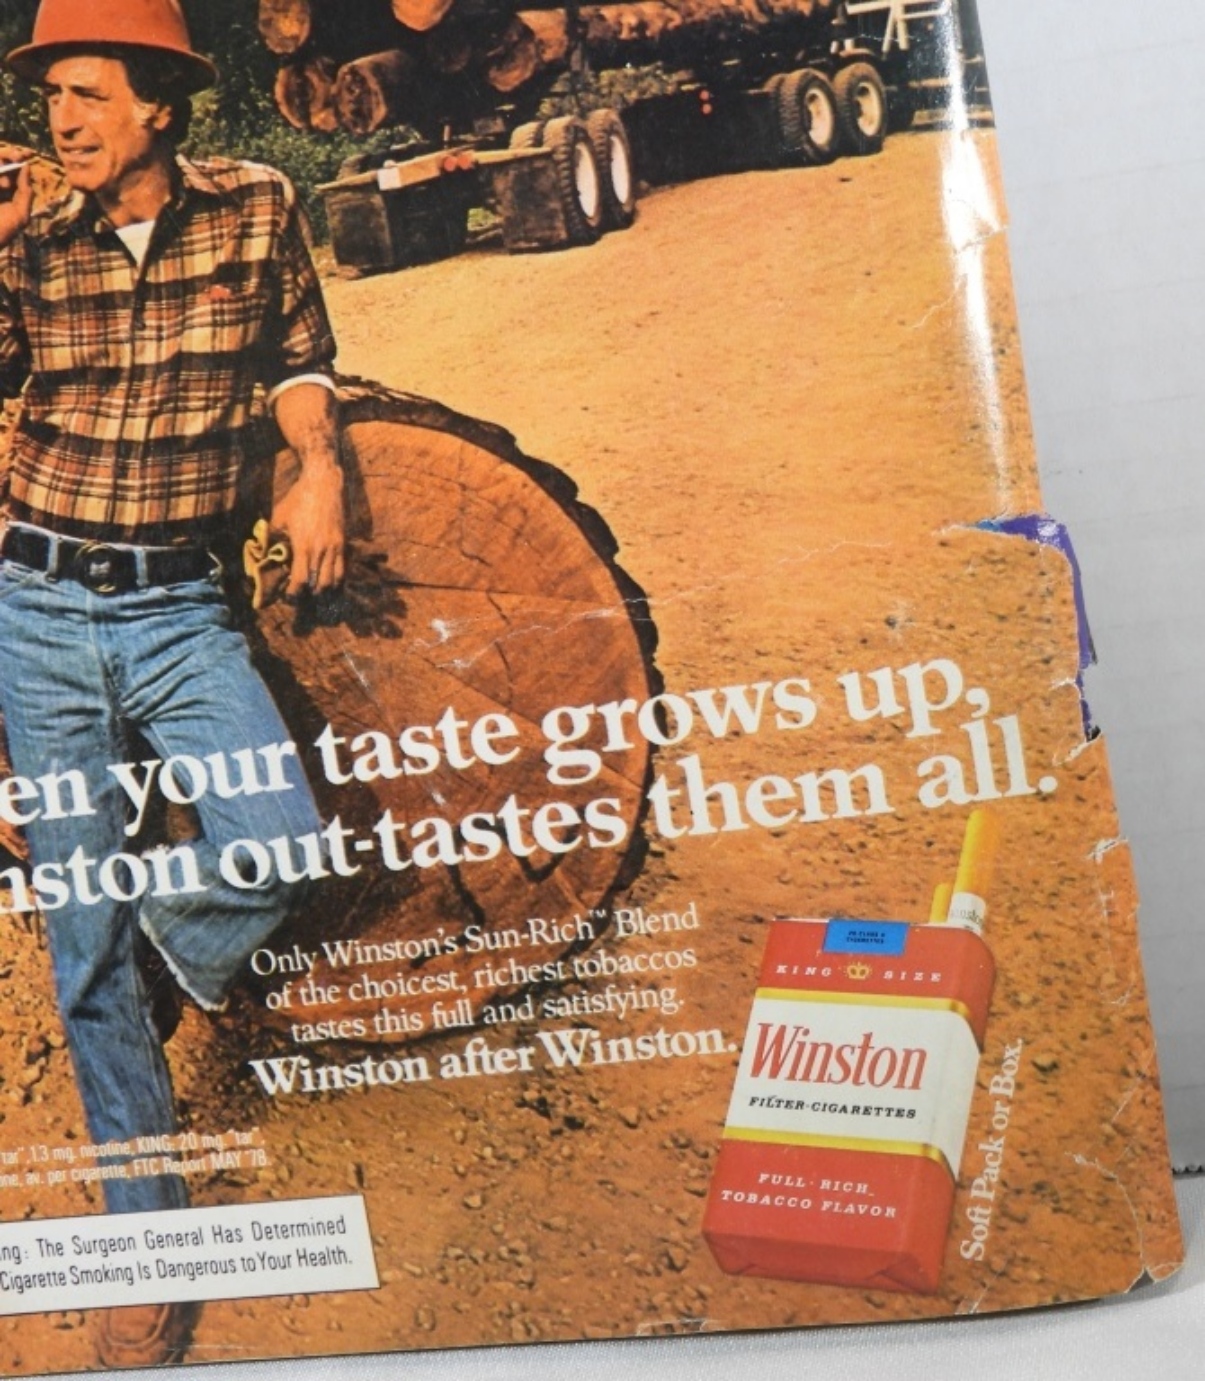 en your taste grows up,
nston out-tastes them all.
Only Winston's Sun-Rich™ Blend
of the choicest, richest tobaccos
tastes this full and satisfying.
Winston after Winston.
KING SIZE
Winston
FILTER·CIGARETTES
FULL·RICH
TOBACCO FLAVOR
Soft Pack or Box.
"tar", 1.3 mg. nicotine, KING: 20 mg. "tar",
ne, av. per cigarette, FTC Report MAY '78.
ng: The Surgeon General Has Determined
Cigarette Smoking Is Dangerous to Your Health.